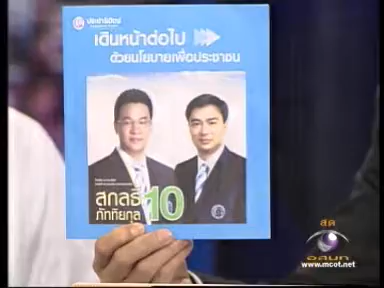 ประชาธิปัตย์
เดินหน้าต่อไป
ด้วยนโยบายเพื่อประชาชน
สกลธี
ภัททิยกุล
10
สด
อสมท
www.mcot.net